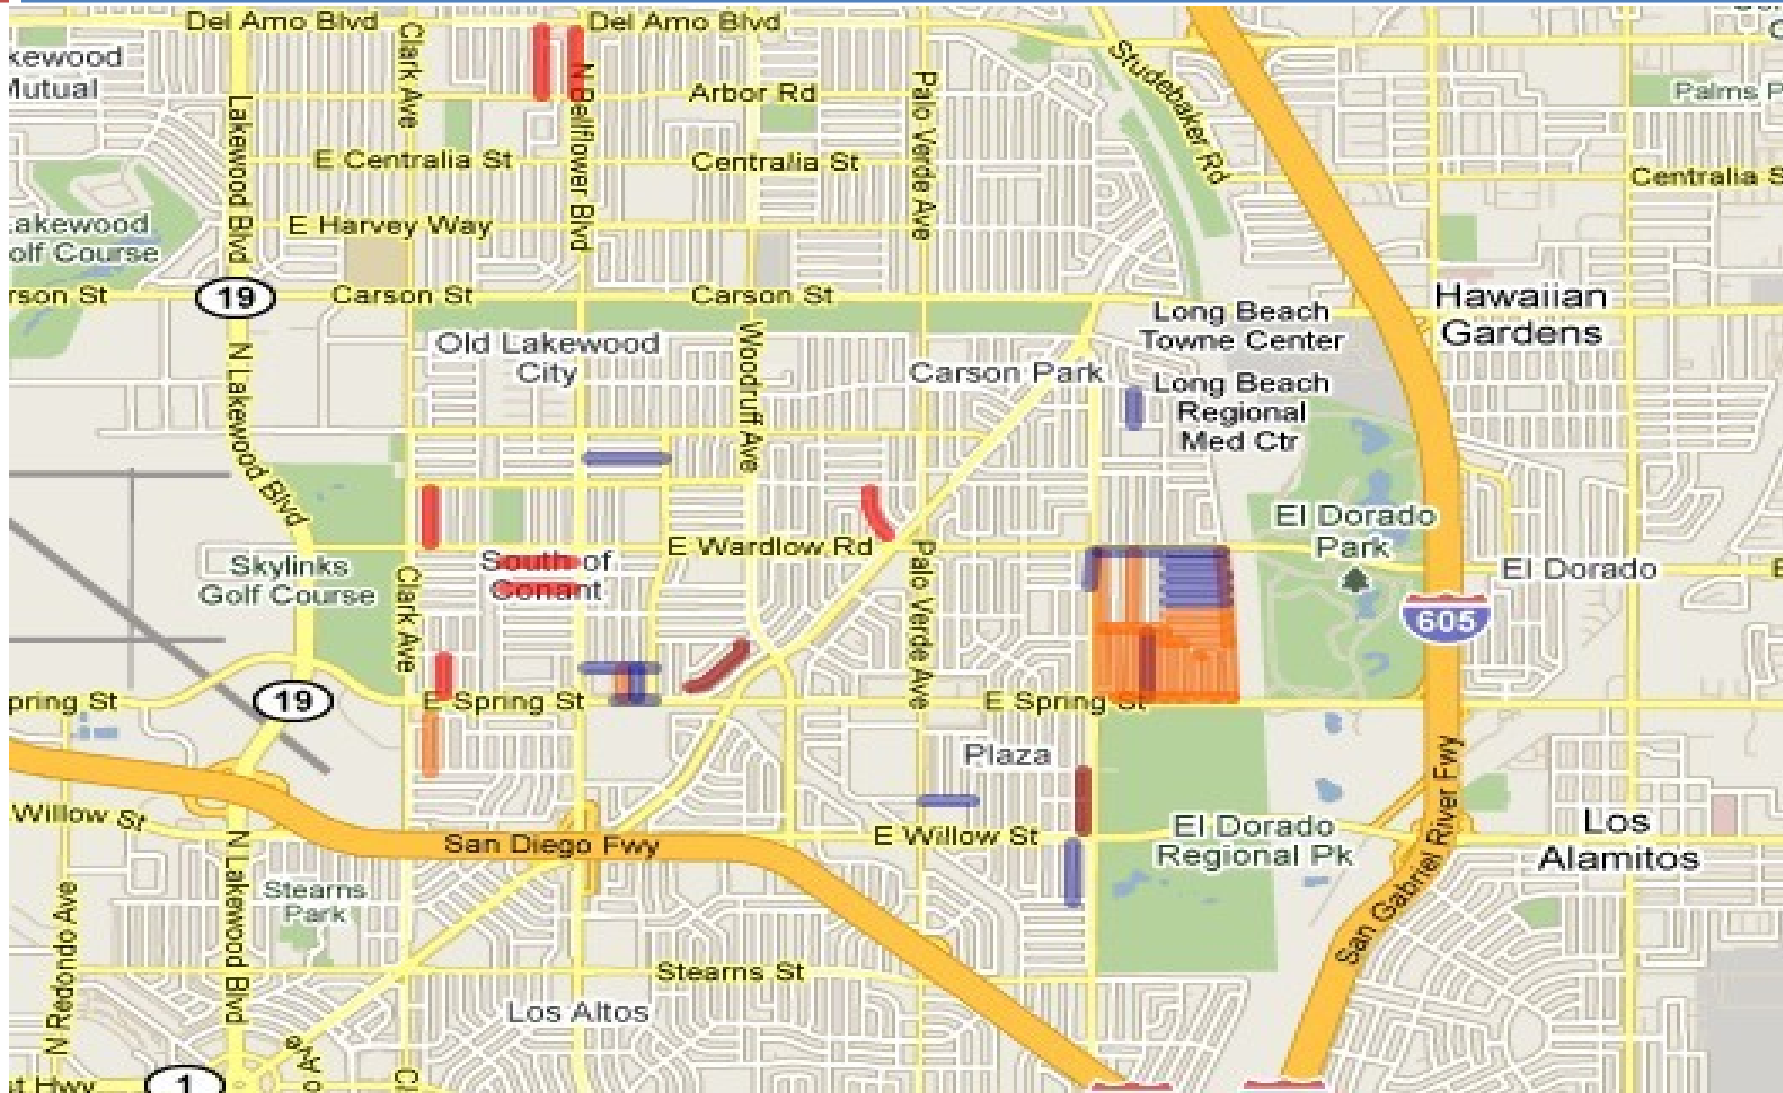 Del Amo Blvd
Del Amo Blvd
Clark Ave
Studebaker Rd
kewood
Mutual
N Bellflower Blvd
Arbor Rd
Palo Verde Ave
Palms P
Lakewood Blvd
E Centralia St
Centralia St
Centralia S
akewood
olf Course
E Harvey Way
rson St
19
Carson St
Carson St
Long Beach
Towne Center
Hawaiian
Gardens
Old Lakewood
City
N Lakewood Blvd
Woodruff Ave
Carson Park
Long Beach
Regional
Med Ctr
El Dorado
Park
Skylinks
Golf Course
Clark Ave
South of
Conant
E Wardlow Rd
Palo Verde Ave
El Dorado
605
pring St
19
E Spring St
E Spring St
Plaza
San Gabriel River Fwy
Willow St
San Diego Fwy
E Willow St
El Dorado
Regional Pk
Los
Alamitos
N Redondo Ave
N Lakewood Blvd
Stearns
Park
Stearns St
Los Altos
Ave
st Hwy
1
Cl